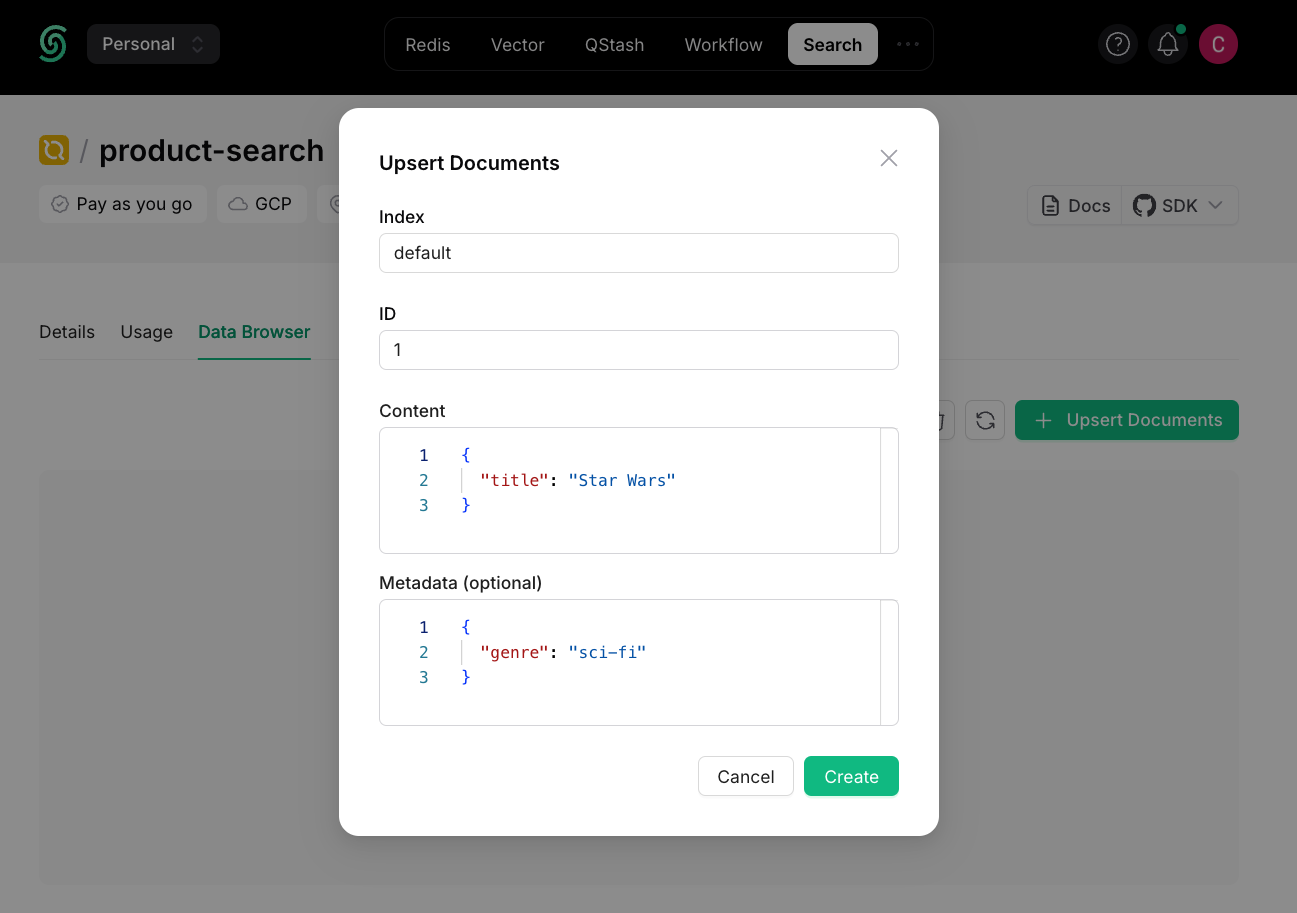 Personal
Redis
Vector
QStash
Workflow
Search
C
/ product-search
Pay as you go
GCP
Docs
SDK
Details
Usage
Data Browser
Upsert Documents
Upsert Documents
Index
default
ID
1
Content
1 {
2 "title": "Star Wars"
3 }
Metadata (optional)
1 {
2 "genre": "sci-fi"
3 }
Cancel
Create